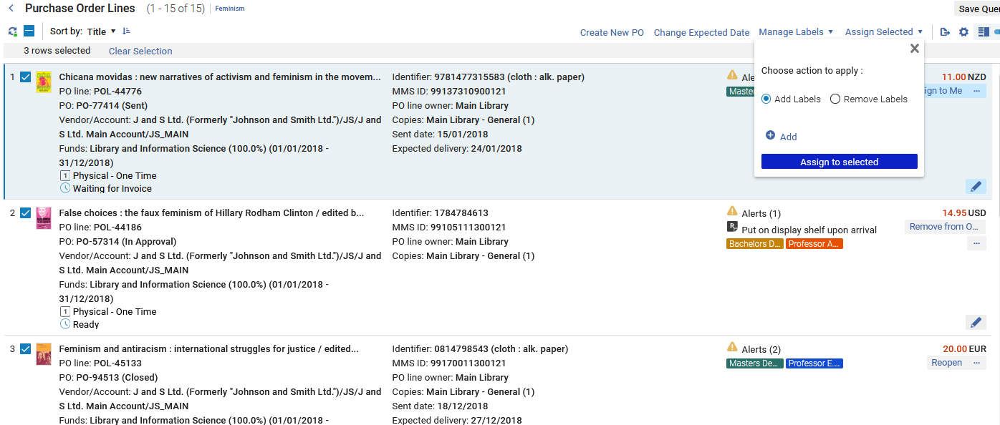 Purchase Order Lines (1 - 15 of 15) Feminism
Save Quer
Sort by: Title
Create New PO Change Expected Date Manage Labels Assign Selected
3 rows selected Clear Selection
1
Chicana movidas : new narratives of activism and feminism in the movem...
PO line: POL-44776
PO: PO-77414 (Sent)
Vendor/Account: J and S Ltd. (Formerly "Johnson and Smith Ltd.")/JS/J and
S Ltd. Main Account/JS_MAIN
Funds: Library and Information Science (100.0%) (01/01/2018 -
31/12/2018)
1 Physical - One Time
Waiting for Invoice
Identifier: 9781477315583 (cloth : alk. paper)
MMS ID: 99137310900121
PO line owner: Main Library
Copies: Main Library - General (1)
Sent date: 15/01/2018
Expected delivery: 24/01/2018
Ale
Master
11.00 NZD
ign to Me ...
Choose action to apply :
Add Labels Remove Labels
Add
Assign to selected
2
False choices : the faux feminism of Hillary Rodham Clinton / edited b...
PO line: POL-44186
PO: PO-57314 (In Approval)
Vendor/Account: J and S Ltd. (Formerly "Johnson and Smith Ltd.")/JS/J and
S Ltd. Main Account/JS_MAIN
Funds: Library and Information Science (100.0%) (01/01/2018 -
31/12/2018)
1 Physical - One Time
Ready
Identifier: 1784784613
MMS ID: 99105111300121
PO line owner: Main Library
Copies: Main Library - General (1)
Alerts (1)
R Put on display shelf upon arrival
Bachelors D... Professor A...
14.95 USD
Remove from O...
...
3
Feminism and antiracism : international struggles for justice / edited...
PO line: POL-45133
PO: PO-94513 (Closed)
Vendor/Account: J and S Ltd. (Formerly "Johnson and Smith Ltd.")/JS/J and
S Ltd. Main Account/JS_MAIN
Funds: Library and Information Science (100.0%) (01/01/2018 -
Identifier: 0814798543 (cloth : alk. paper)
MMS ID: 99170011300121
PO line owner: Main Library
Copies: Main Library - General (1)
Sent date: 18/12/2018
Expected delivery: 27/12/2018
Alerts (2)
Masters De... Professor E....
20.00 EUR
Reopen ...